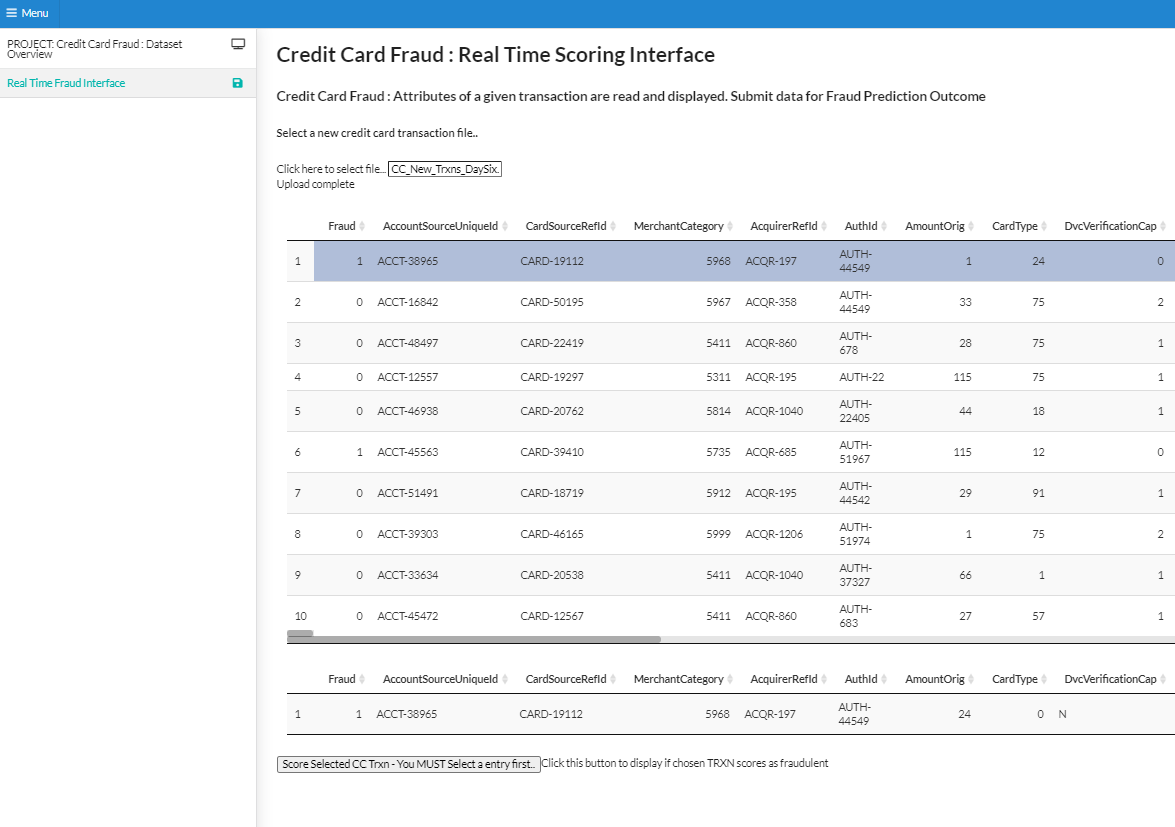 Menu
PROJECT: Credit Card Fraud : Dataset
Overview
Real Time Fraud Interface
Credit Card Fraud : Real Time Scoring Interface
Credit Card Fraud : Attributes of a given transaction are read and displayed. Submit data for Fraud Prediction Outcome
Select a new credit card transaction file..
Click here to select file... CC_New_Trxns_DaySix.
Upload complete
Fraud AccountSourceUniqueId CardSourceRefId MerchantCategory AcquirerRefId AuthId AmountOrig CardType DvcVerificationCap
1 1 ACCT-38965 CARD-19112 5968 ACQR-197 AUTH-44549 1 24 0
2 0 ACCT-16842 CARD-50195 5967 ACQR-358 AUTH-44549 33 75 2
3 0 ACCT-48497 CARD-22419 5411 ACQR-860 AUTH-678 28 75 1
4 0 ACCT-12557 CARD-19297 5311 ACQR-195 AUTH-22 115 75 1
5 0 ACCT-46938 CARD-20762 5814 ACQR-1040 AUTH-22405 44 18 1
6 1 ACCT-45563 CARD-39410 5735 ACQR-685 AUTH-51967 115 12 0
7 0 ACCT-51491 CARD-18719 5912 ACQR-195 AUTH-44542 29 91 1
8 0 ACCT-39303 CARD-46165 5999 ACQR-1206 AUTH-51974 1 75 2
9 0 ACCT-33634 CARD-20538 5411 ACQR-1040 AUTH-37327 66 1 1
10 0 ACCT-45472 CARD-12567 5411 ACQR-860 AUTH-683 27 57 1
Fraud AccountSourceUniqueId CardSourceRefId MerchantCategory AcquirerRefId AuthId AmountOrig CardType DvcVerificationCap
1 1 ACCT-38965 CARD-19112 5968 ACQR-197 AUTH-44549 24 0 N
Score Selected CC Trxn - You MUST Select a entry first.. Click this button to display if chosen TRXN scores as fraudulent